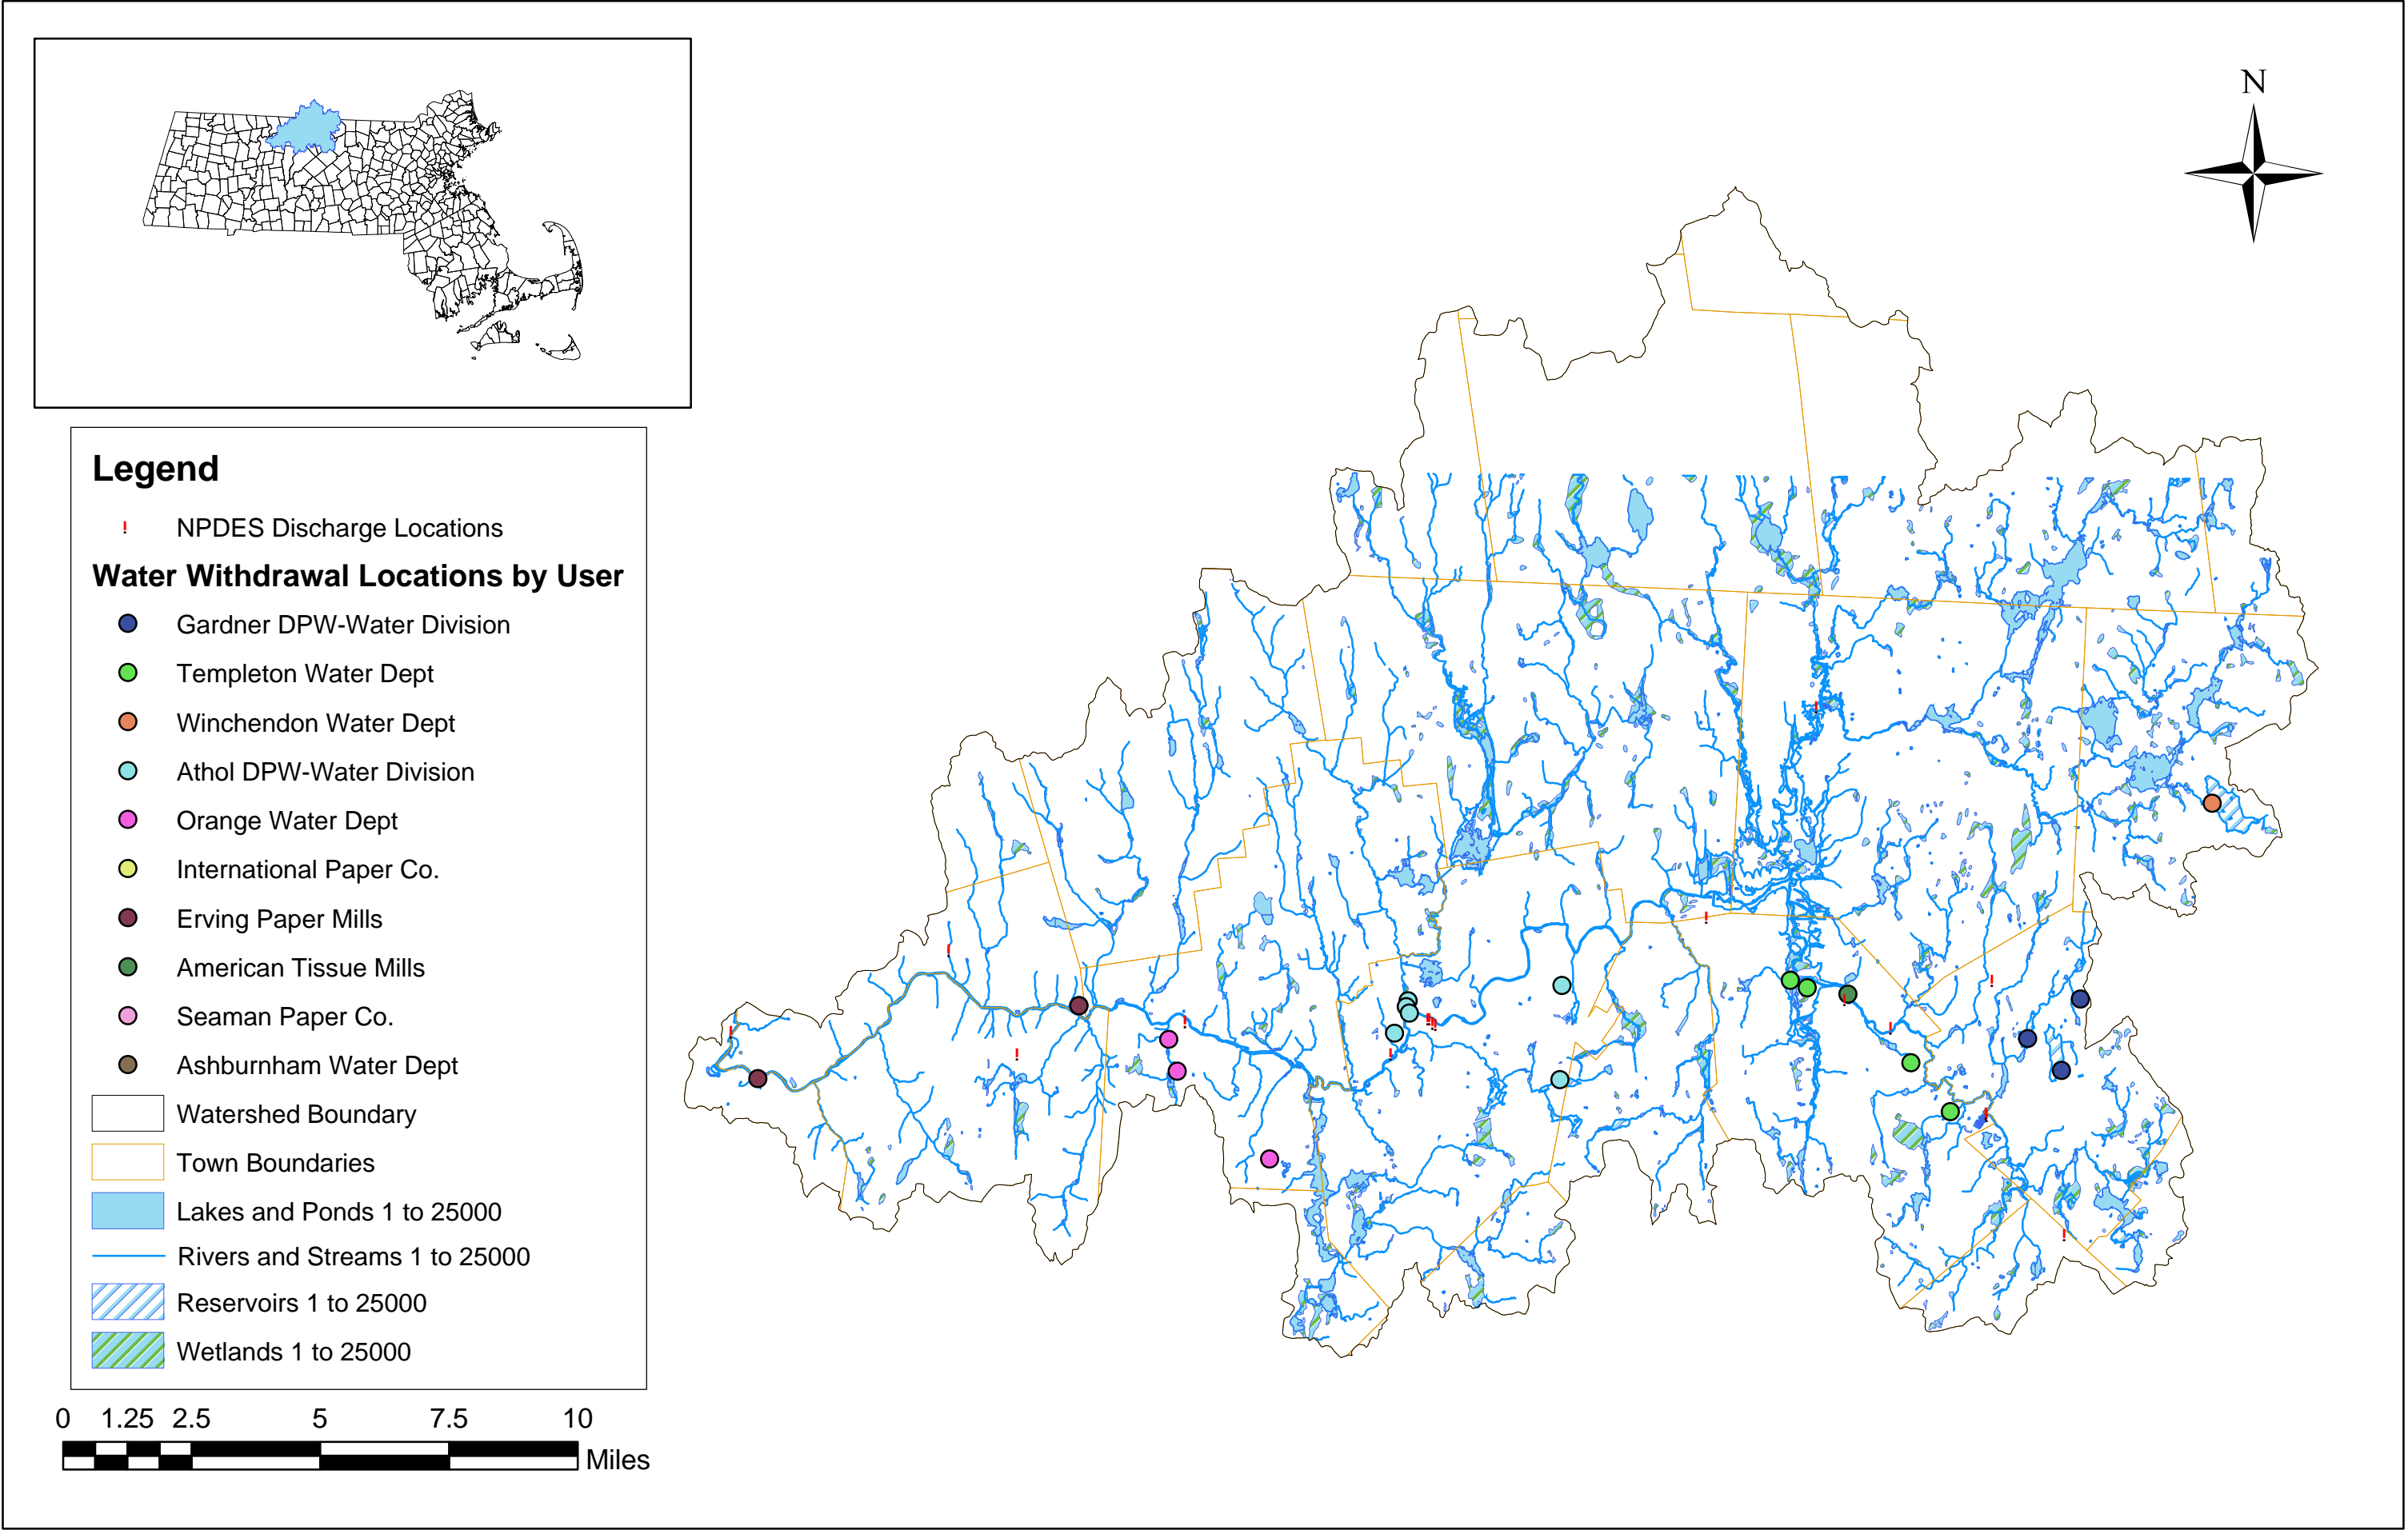 N
Legend
NPDES Discharge Locations
Water Withdrawal Locations by User
Gardner DPW-Water Division
Templeton Water Dept
Winchendon Water Dept
Athol DPW-Water Division
Orange Water Dept
International Paper Co.
Erving Paper Mills
American Tissue Mills
Seaman Paper Co.
Ashburnham Water Dept
Watershed Boundary
Town Boundaries
Lakes and Ponds 1 to 25000
Rivers and Streams 1 to 25000
Reservoirs 1 to 25000
Wetlands 1 to 25000
0 1.25 2.5 5 7.5 10
Miles